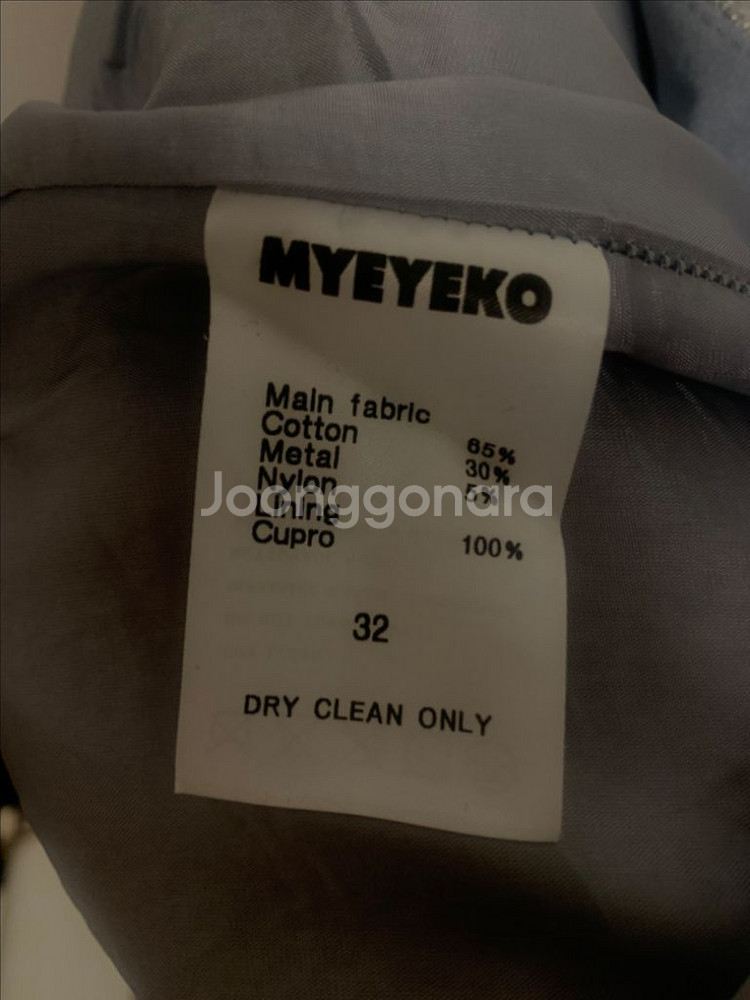 MYEYEKO
Main fabric
Cotton 65%
Metal 30%
Nylon 5%
Lining
Cupro 100%
32
DRY CLEAN ONLY
Joonggonara